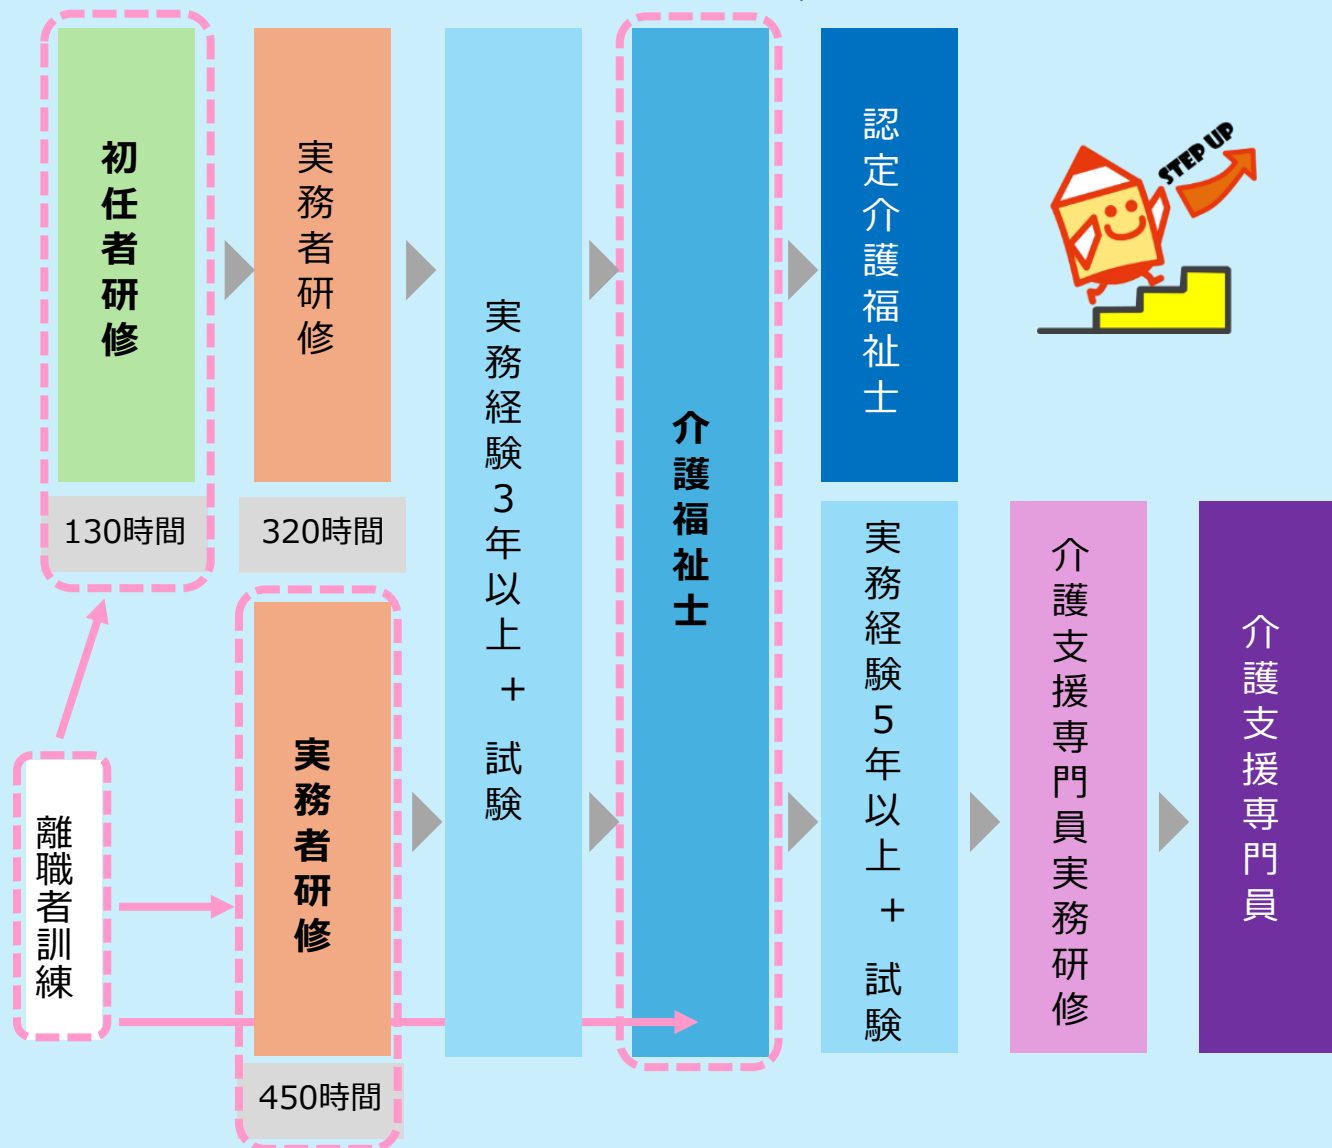 初任者研修
130時間
実務者研修
320時間
実務経験3年以上 + 試験
介護福祉士
認定介護福祉士
STEP UP
離職者訓練
実務者研修
450時間
実務経験5年以上 + 試験
介護支援専門員実務研修
介護支援専門員